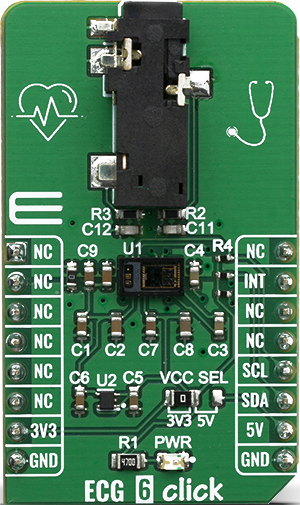 R3 R2
C12 C11
C9 U1 C4 R4
NC NC
NC INT
NC NC
NC NC
C1 C2 C7 C8 C3
NC SCL
C6 U2 C5 VCC SEL
NC SDA
0
3V3 5V
3V3 5V
R1 PWR
4700
GND GND
ECG 6 click